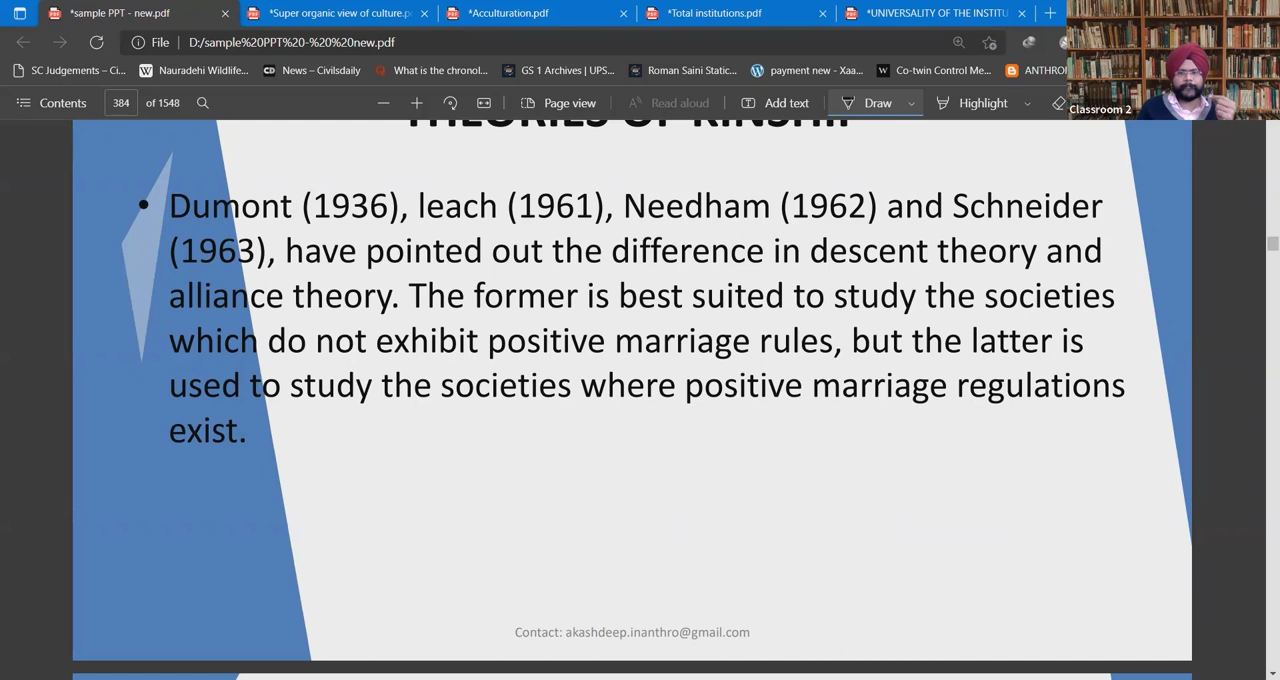 *sample PPT - new.pdf
*Super organic view of culture.p
*Acculturation.pdf
*Total institutions.pdf
*UNIVERSALITY OF THE INSTITU
File D:/sample%20PPT%20-%20%20new.pdf
SC Judgements – Ci...
Nauradehi Wildlife...
News – Civilsdaily
What is the chronol...
GS 1 Archives | UPS...
Roman Saini Static...
payment new - Xaa...
Co-twin Control Me...
ANTHRO
Classroom 2
Contents 384 of 1548
Page view
Read aloud
Add text
Draw
Highlight
THEORIES OF KINSHIP
• Dumont (1936), leach (1961), Needham (1962) and Schneider
(1963), have pointed out the difference in descent theory and
alliance theory. The former is best suited to study the societies
which do not exhibit positive marriage rules, but the latter is
used to study the societies where positive marriage regulations
exist.
Contact: akashdeep.inanthro@gmail.com